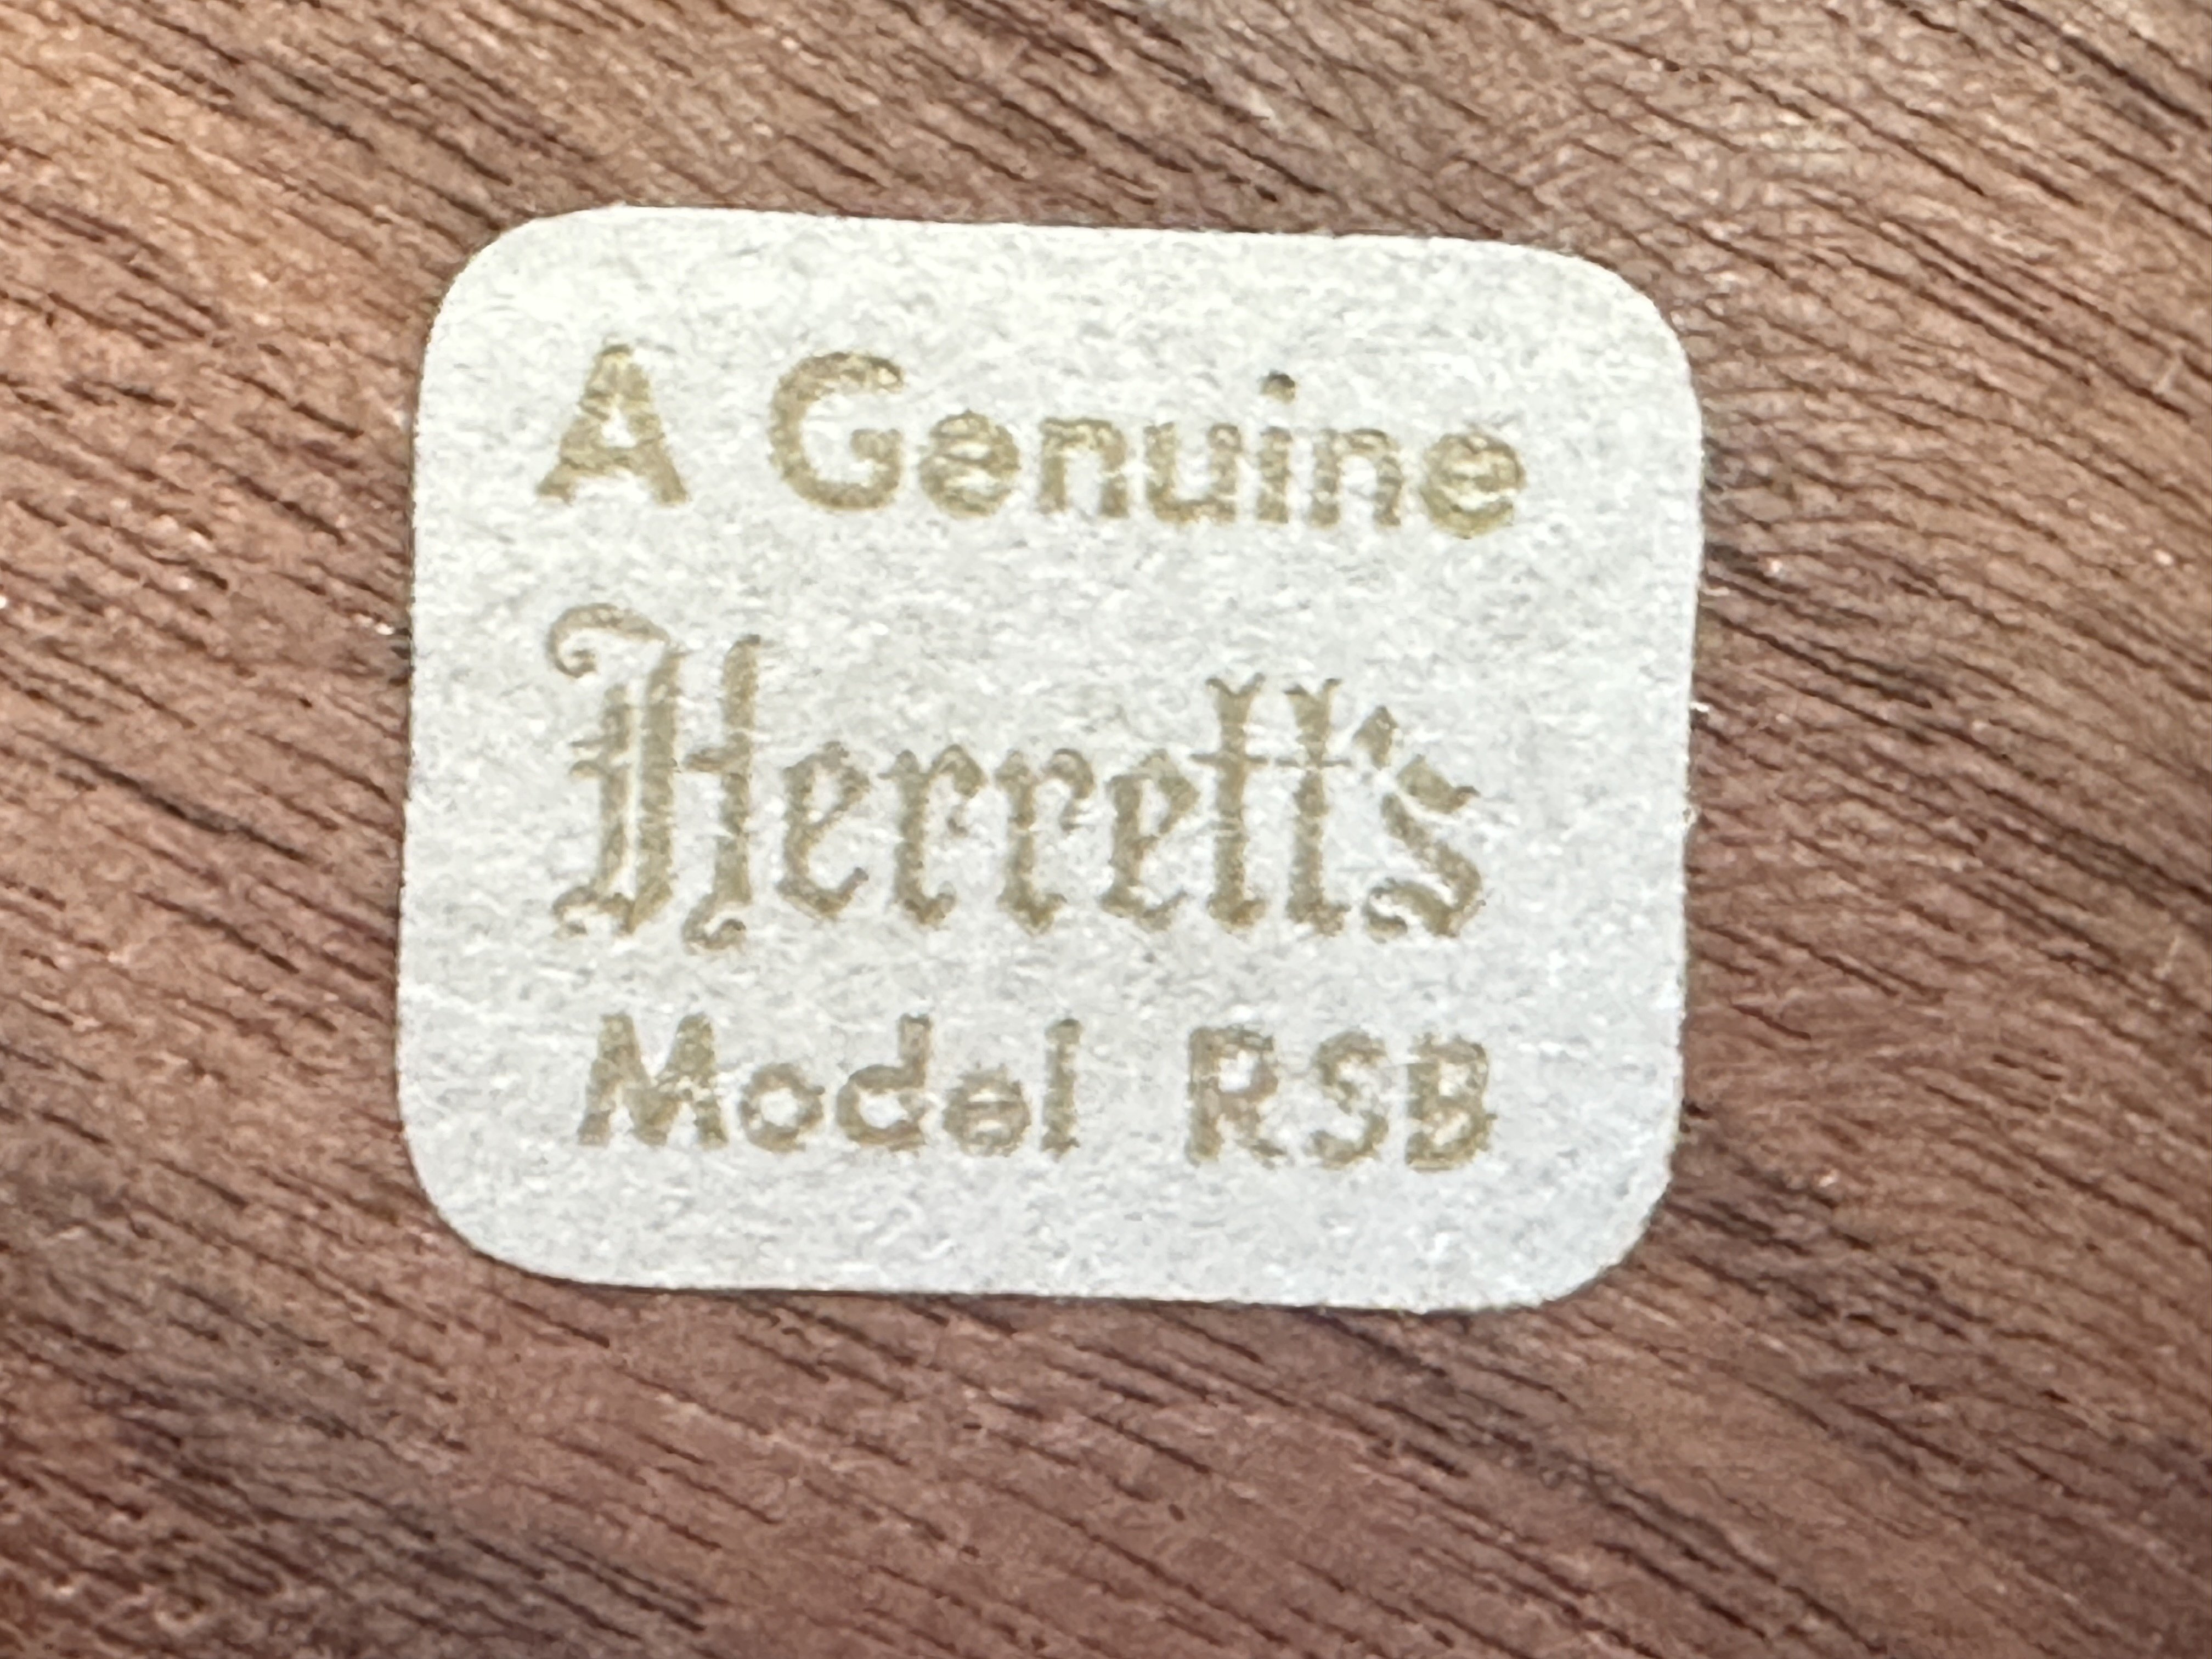 A Genuine
Herrett's
Model RSB